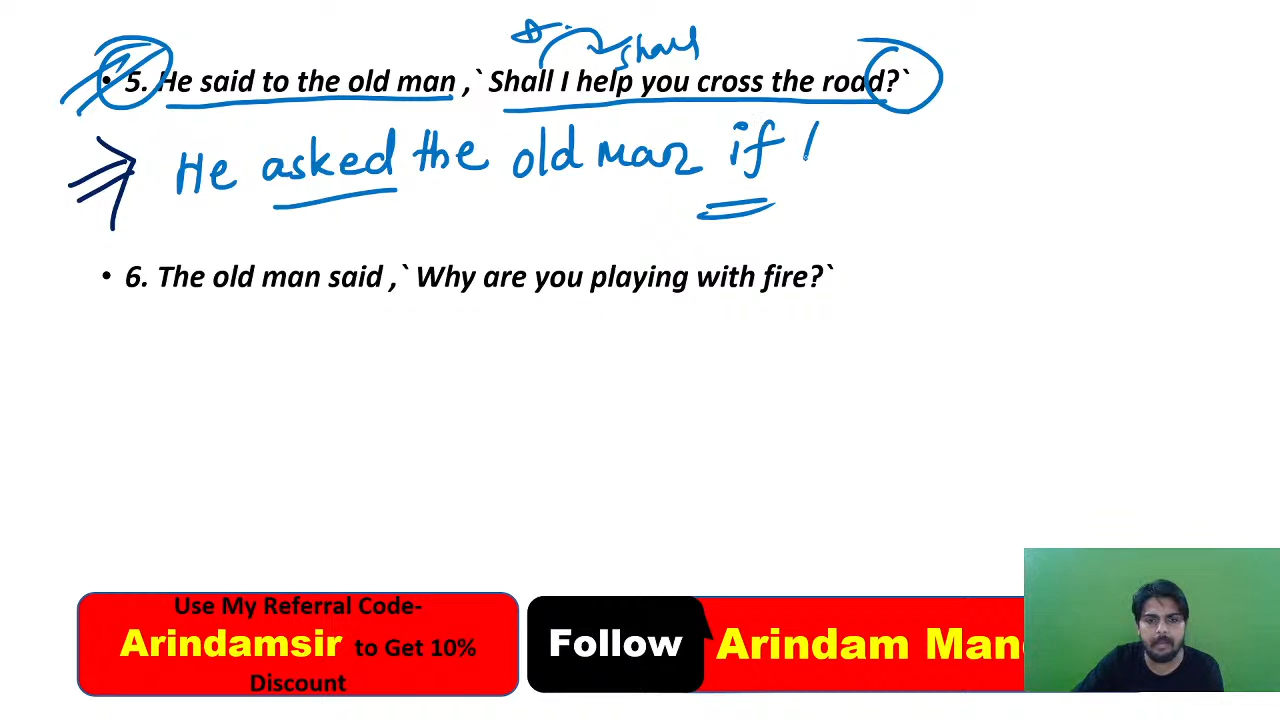 shall
• 5. He said to the old man ,` Shall I help you cross the road?`
He asked the old man if
• 6. The old man said ,` Why are you playing with fire?`
Use My Referral Code-
Arindamsir to Get 10%
Discount
Follow
Arindam Man